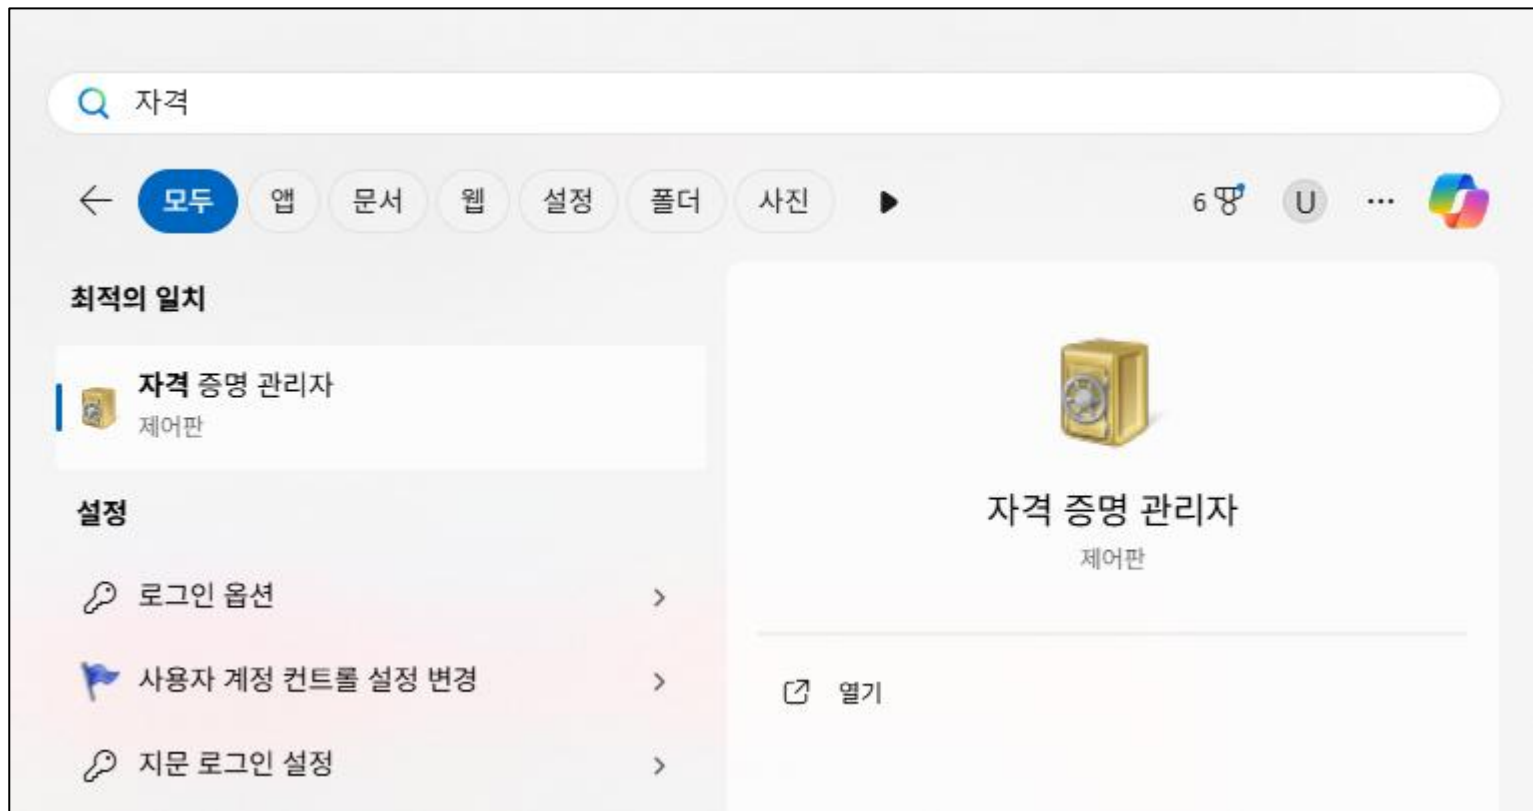 자격
모두 앱 문서 웹 설정 폴더 사진 6 U ...
최적의 일치
자격 증명 관리자
제어판
설정
로그인 옵션
사용자 계정 컨트롤 설정 변경
지문 로그인 설정
자격 증명 관리자
제어판
열기